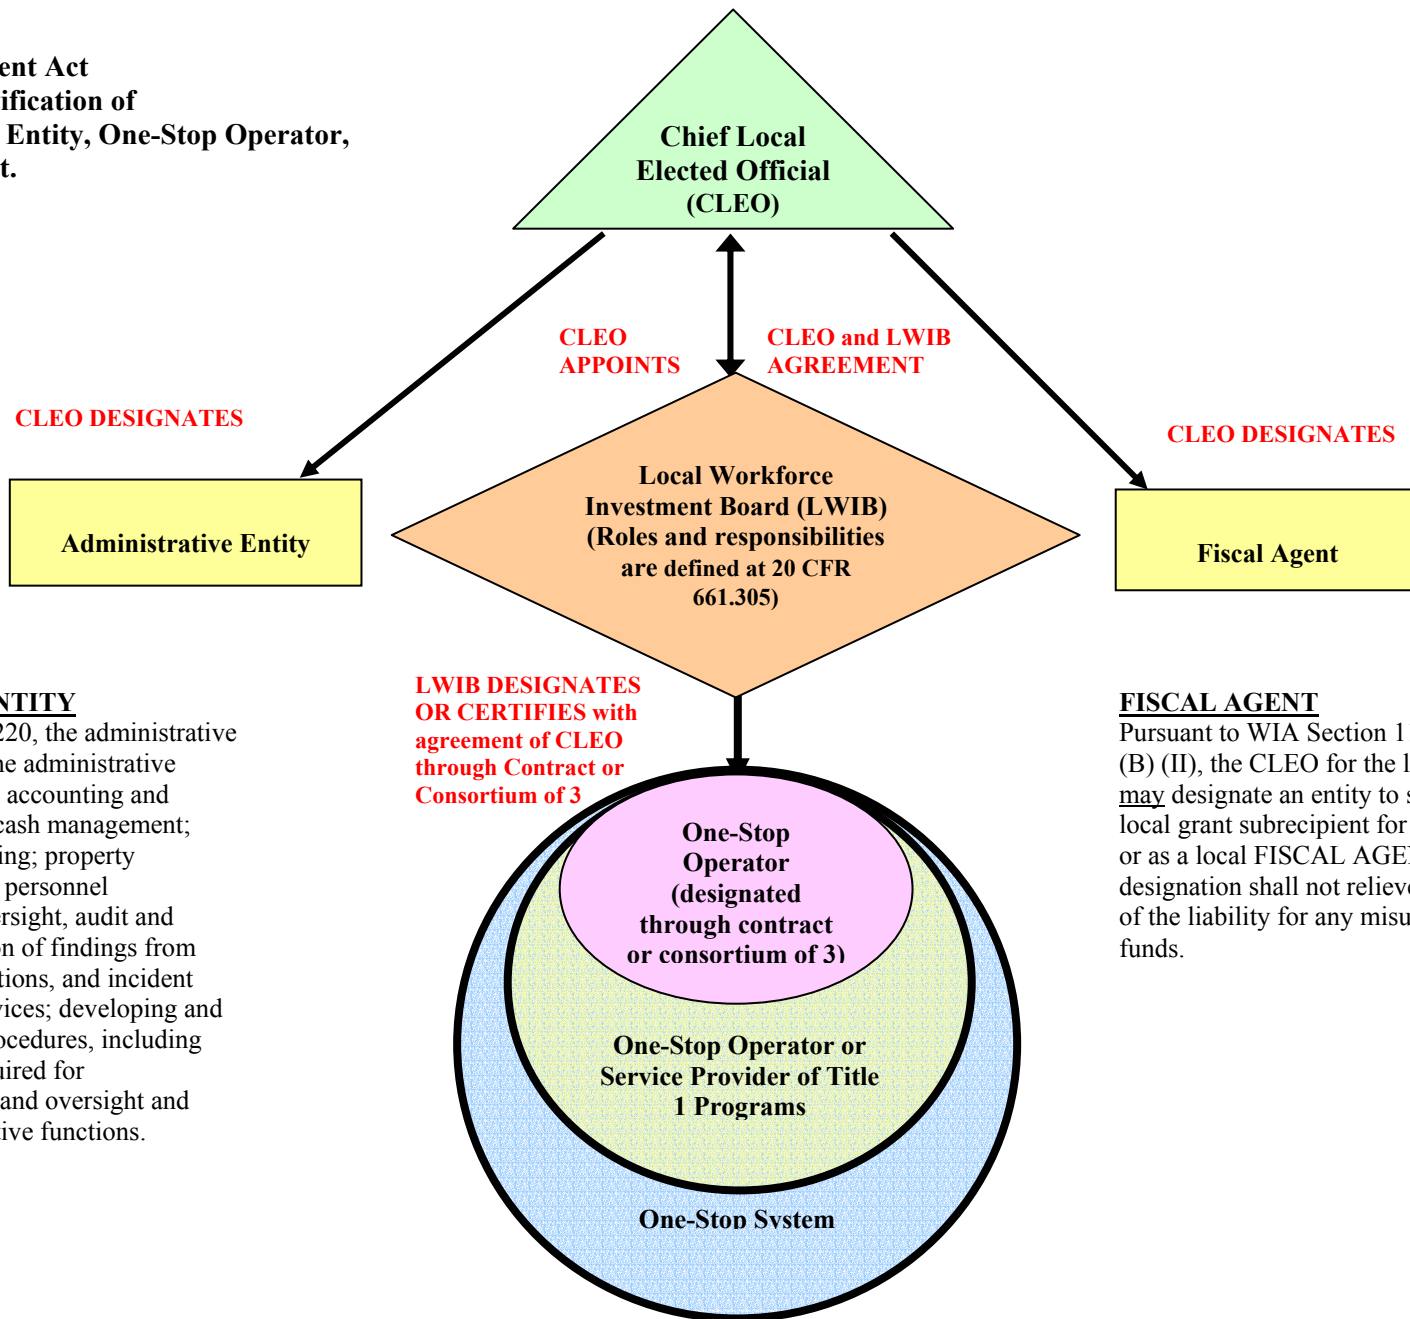 ent Act
tification of
Entity, One-Stop Operator,
t.
Chief Local
Elected Official
(CLEO)
CLEO
APPOINTS
CLEO and LWIB
AGREEMENT
CLEO DESIGNATES
CLEO DESIGNATES
Administrative Entity
Local Workforce
Investment Board (LWIB)
(Roles and responsibilities
are defined at 20 CFR
661.305)
Fiscal Agent
LWIB DESIGNATES
OR CERTIFIES with
agreement of CLEO
through Contract or
Consortium of 3
NTITY
220, the administrative
he administrative
accounting and
cash management;
ing; property
personnel
ersight, audit and
on of findings from
tions, and incident
vices; developing and
rocedures, including
uired for
and oversight and
tive functions.
One-Stop
Operator
(designated
through contract
or consortium of 3)
One-Stop Operator or
Service Provider of Title
1 Programs
One-Stop System
FISCAL AGENT
Pursuant to WIA Section 1
(B) (II), the CLEO for the l
may designate an entity to s
local grant subrecipient for
or as a local FISCAL AGE
designation shall not relieve
of the liability for any misu
funds.